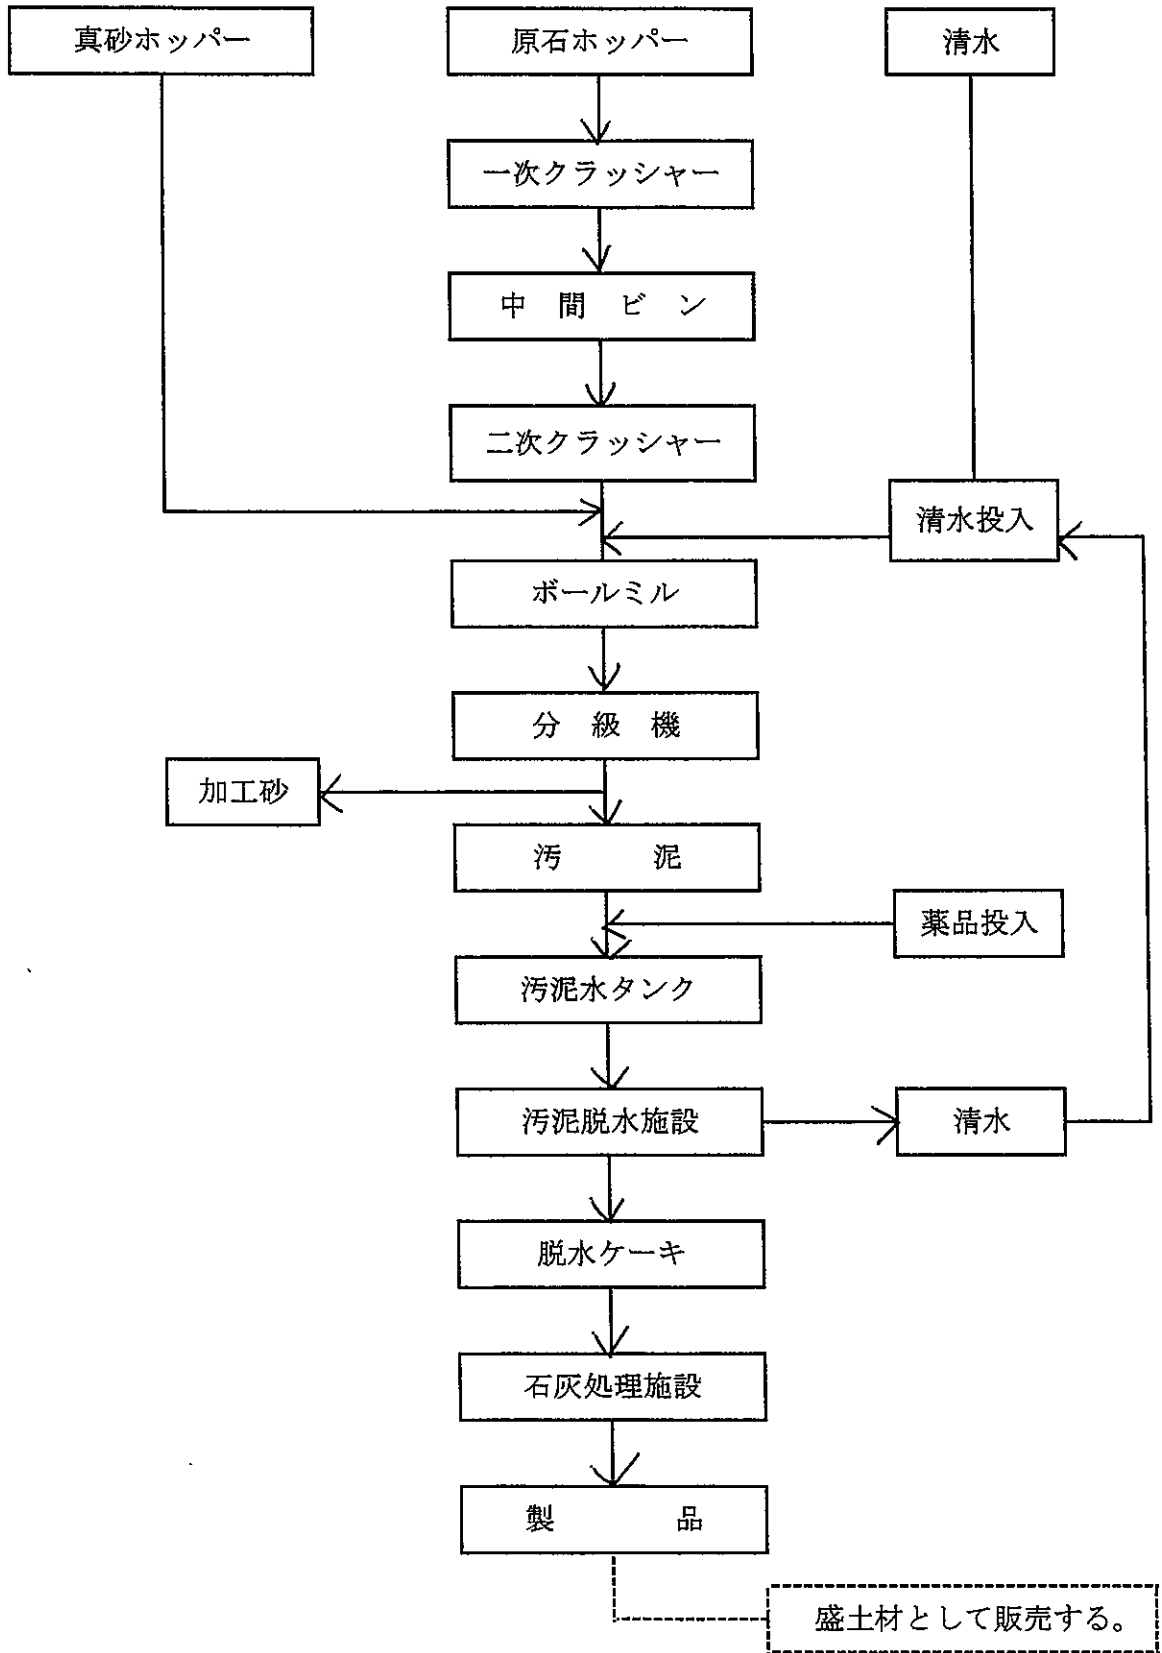 真砂ホッパー
原石ホッパー
清水
一次クラッシャー
中間ビン
二次クラッシャー
清水投入
ボールミル
分級機
加工砂
汚泥
薬品投入
汚泥水タンク
汚泥脱水施設
清水
脱水ケーキ
石灰処理施設
製品
盛土材として販売する。